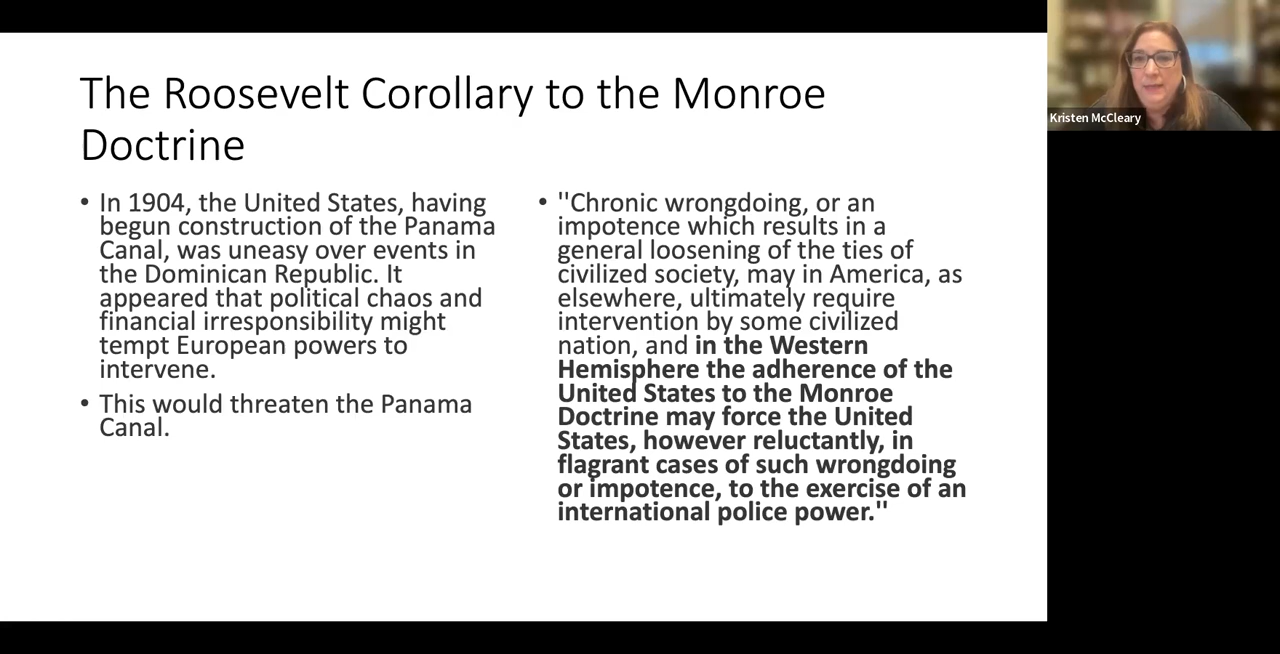 The Roosevelt Corollary to the Monroe
Doctrine
• In 1904, the United States, having
begun construction of the Panama
Canal, was uneasy over events in
the Dominican Republic. It
appeared that political chaos and
financial irresponsibility might
tempt European powers to
intervene.
• This would threaten the Panama
Canal.
• "Chronic wrongdoing, or an
impotence which results in a
general loosening of the ties of
civilized society, may in America, as
elsewhere, ultimately require
intervention by some civilized
nation, and in the Western
Hemisphere the adherence of the
United States to the Monroe
Doctrine may force the United
States, however reluctantly, in
flagrant cases of such wrongdoing
or impotence, to the exercise of an
international police power."
Kristen McCleary